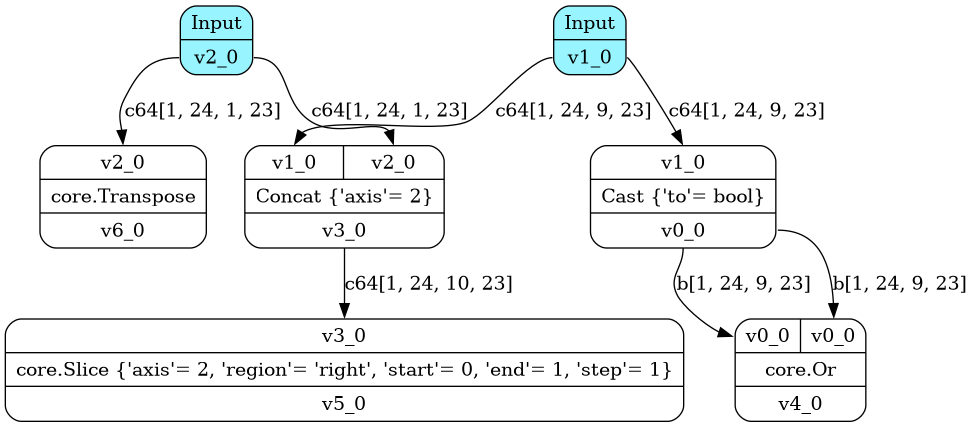 Input
v2_0
Input
v1_0
c64[1, 24, 1, 23]
c64[1, 24, 1, 23]
c64[1, 24, 9, 23]
c64[1, 24, 9, 23]
v2_0
core.Transpose
v6_0
v1_0 v2_0
Concat {'axis'= 2}
v3_0
v1_0
Cast {'to'= bool}
v0_0
c64[1, 24, 10, 23]
b[1, 24, 9, 23]
b[1, 24, 9, 23]
v3_0
core.Slice {'axis'= 2, 'region'= 'right', 'start'= 0, 'end'= 1, 'step'= 1}
v5_0
v0_0 v0_0
core.Or
v4_0